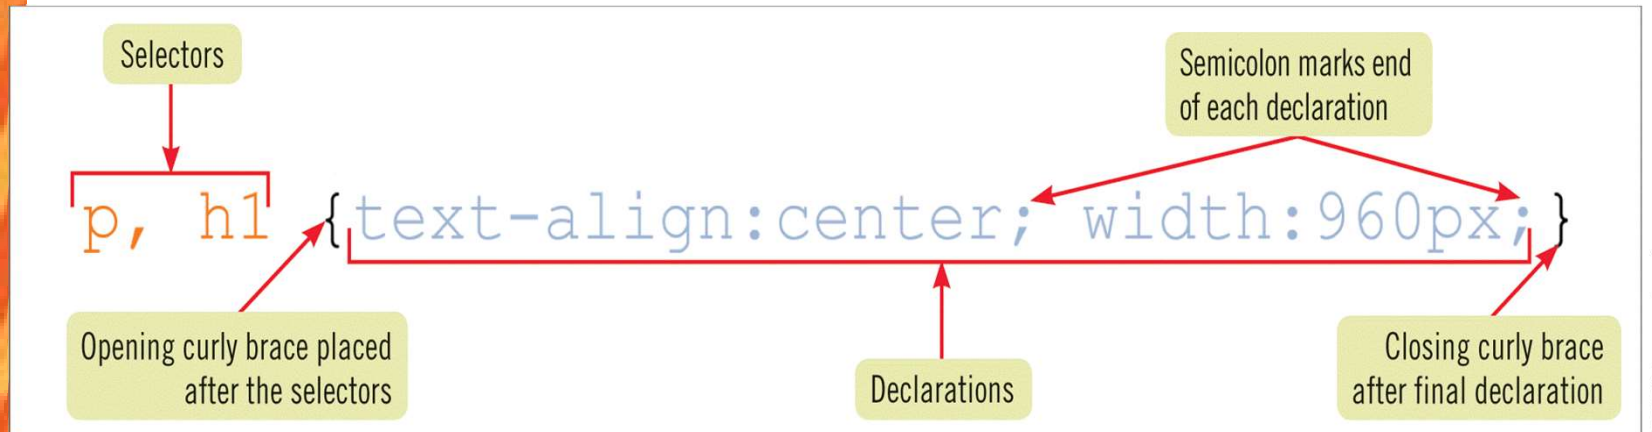 Selectors
Semicolon marks end
of each declaration
p, h1 {text-align:center; width:960px;}
Opening curly brace placed
after the selectors
Declarations
Closing curly brace
after final declaration